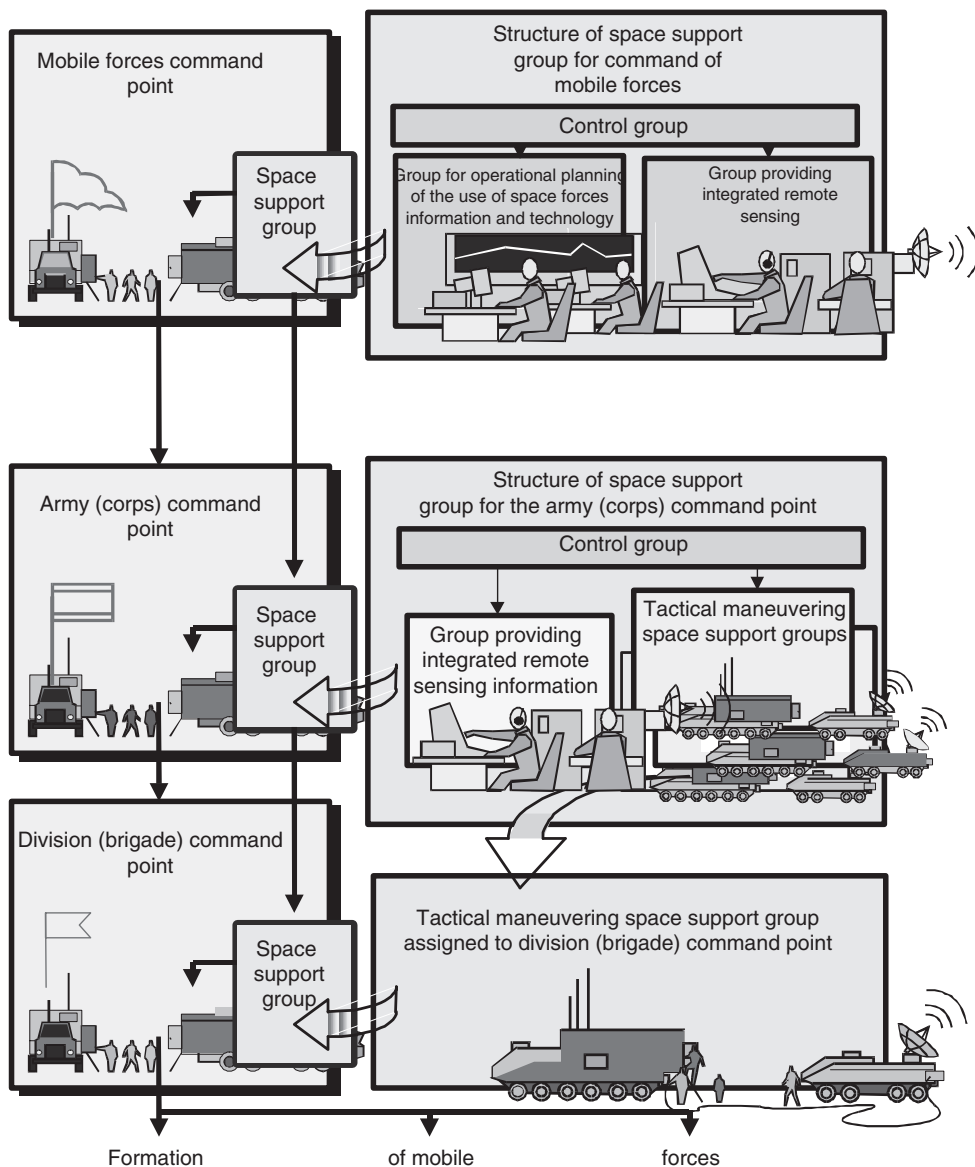 Mobile forces command
point
Space
support
group
Structure of space support
group for command of
mobile forces
Control group
Group for operational planning
of the use of space forces
information and technology
Group providing
integrated remote
sensing
Army (corps) command
point
Space
support
group
Structure of space support
group for the army (corps) command point
Control group
Group providing
integrated remote
sensing information
Tactical maneuvering
space support groups
Division (brigade) command
point
Space
support
group
Tactical maneuvering space support group
assigned to division (brigade) command point
Formation of mobile forces